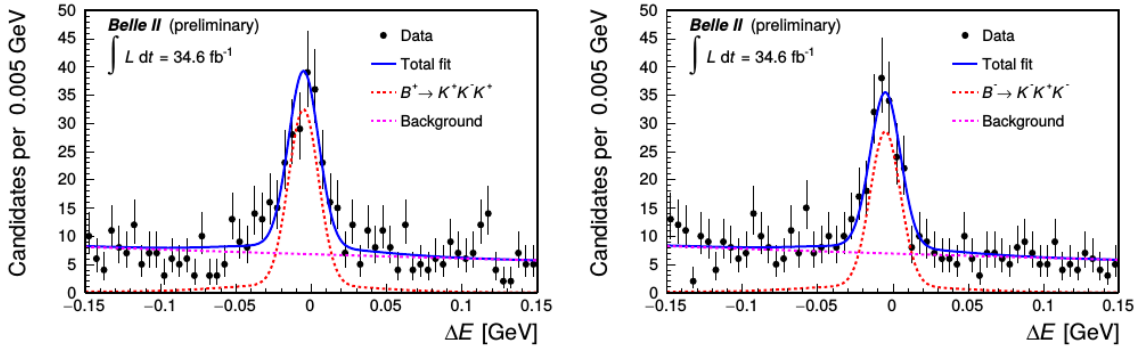 Candidates per 0.005 GeV
50
45
40
35
30
25
20
15
10
5
0
Belle II (preliminary)
∫ L dt = 34.6 fb⁻¹
Data
Total fit
B⁺→ K⁺K⁻K⁺
Background
−0.15 −0.1 −0.05 0 0.05 0.1 0.15
ΔE [GeV]
Candidates per 0.005 GeV
50
45
40
35
30
25
20
15
10
5
0
Belle II (preliminary)
∫ L dt = 34.6 fb⁻¹
Data
Total fit
B⁻→ K⁻K⁺K⁻
Background
−0.15 −0.1 −0.05 0 0.05 0.1 0.15
ΔE [GeV]